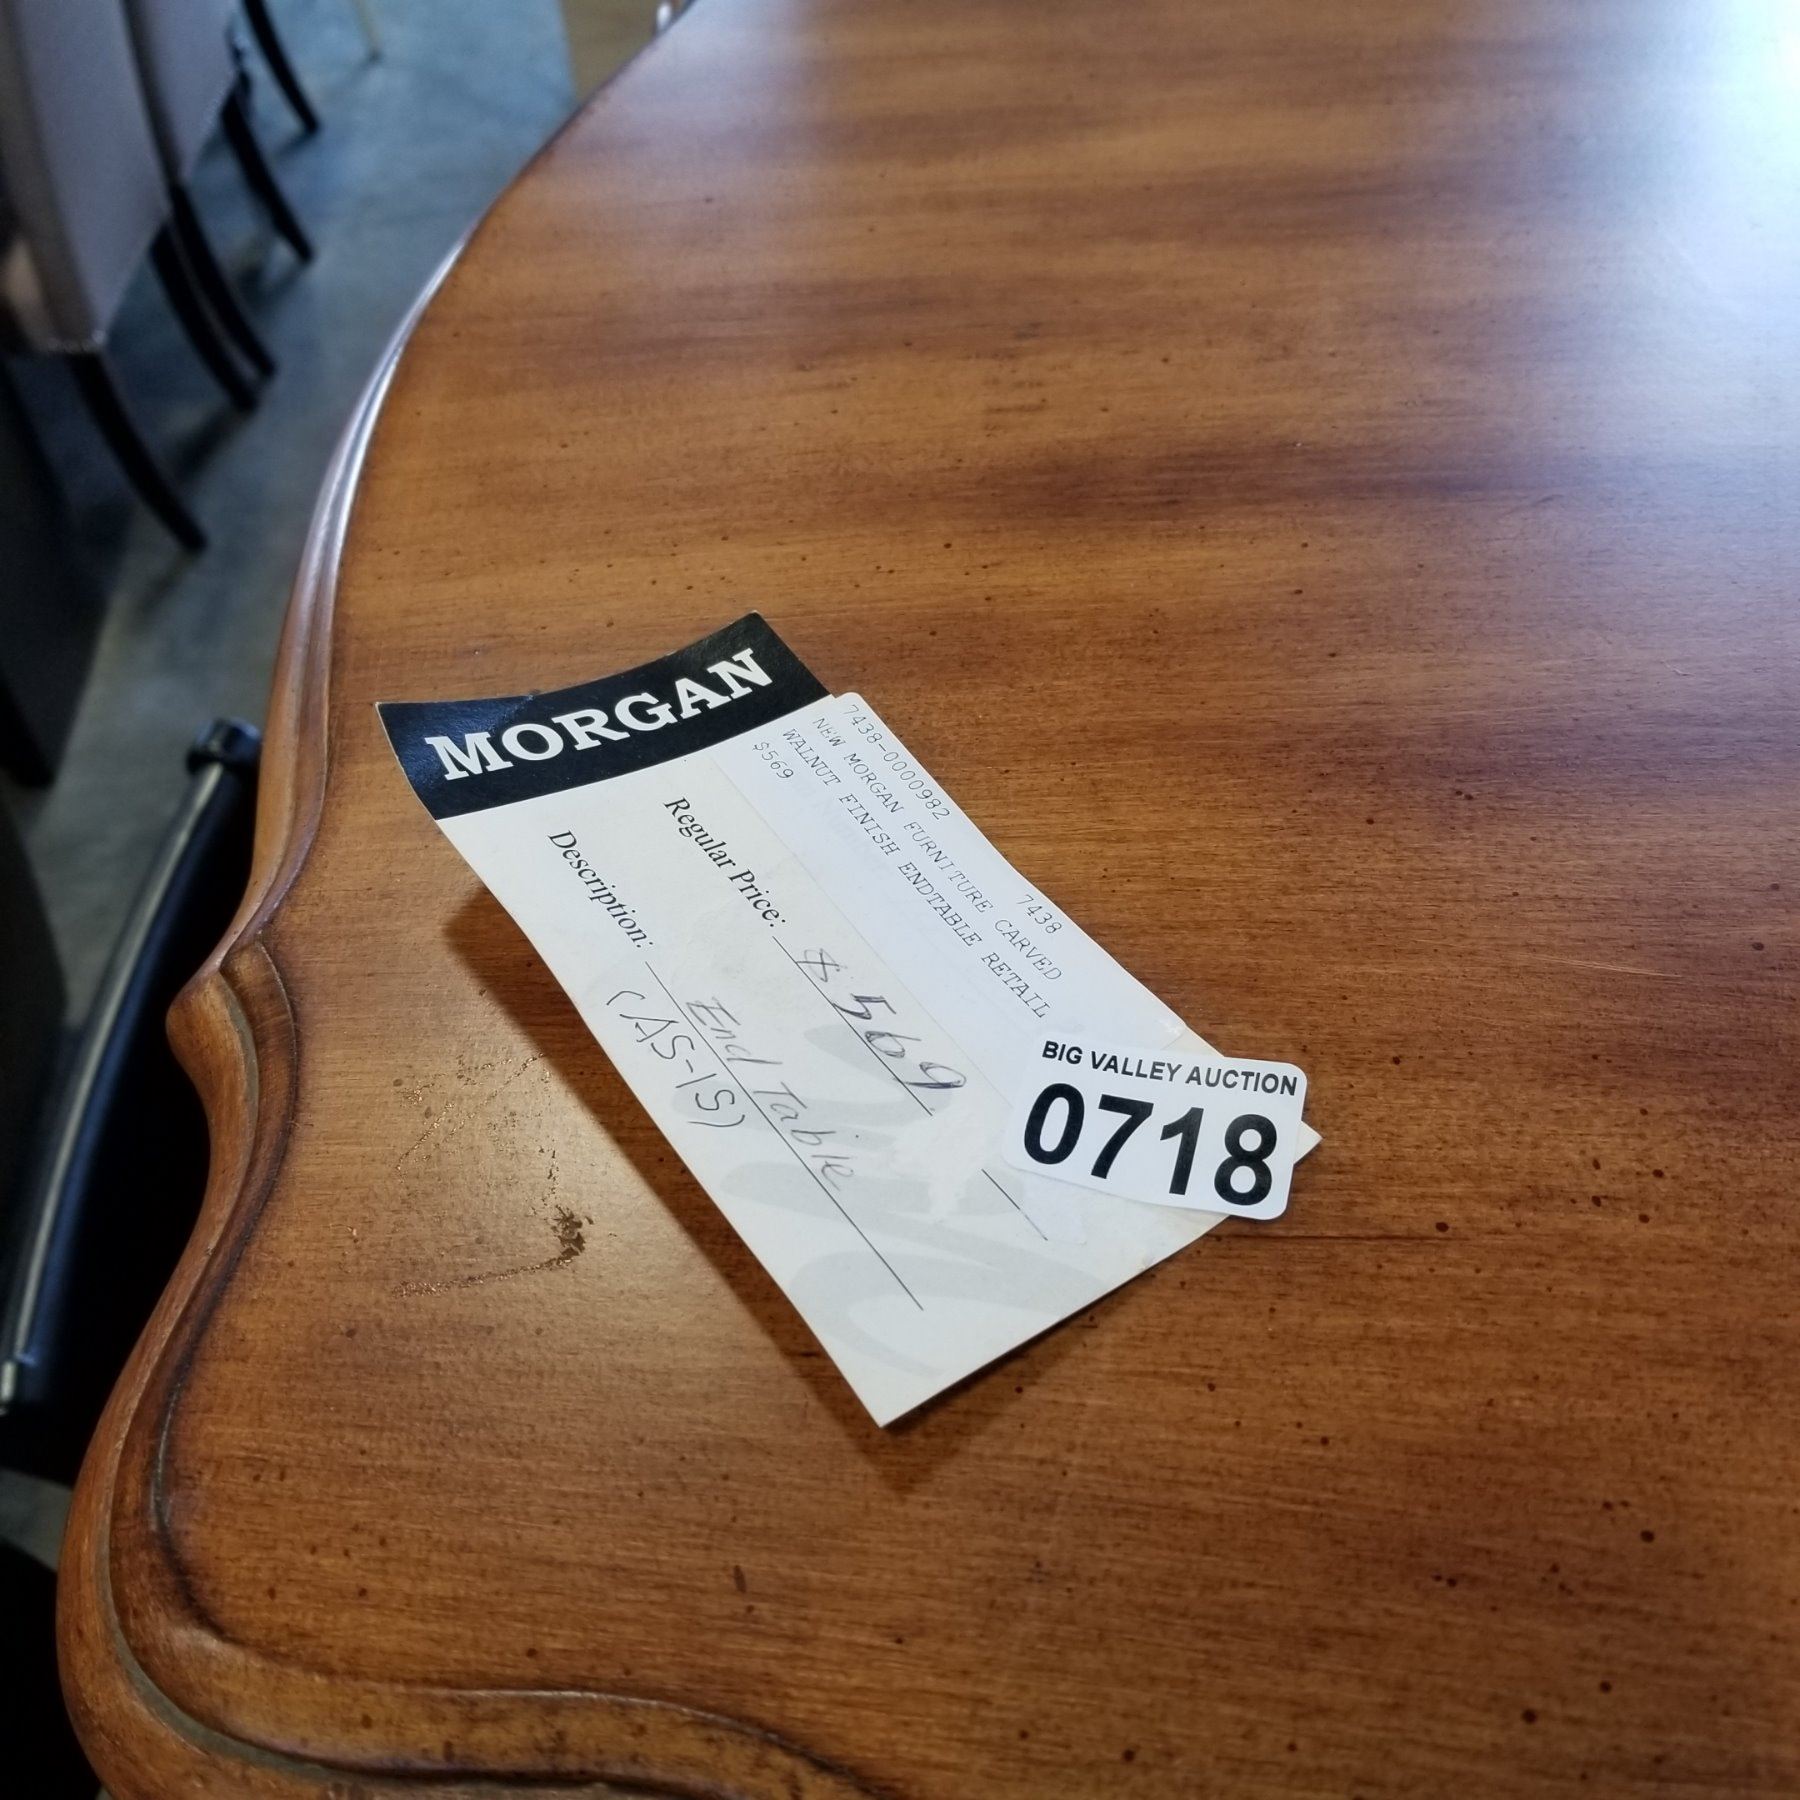 MORGAN
7438-0000982 7438
NEW MORGAN FURNITURE CARVED
WALNUT FINISH ENDTABLE RETAIL
$569
Regular Price: $569
Description: End Table
(AS-IS)
BIG VALLEY AUCTION
0718